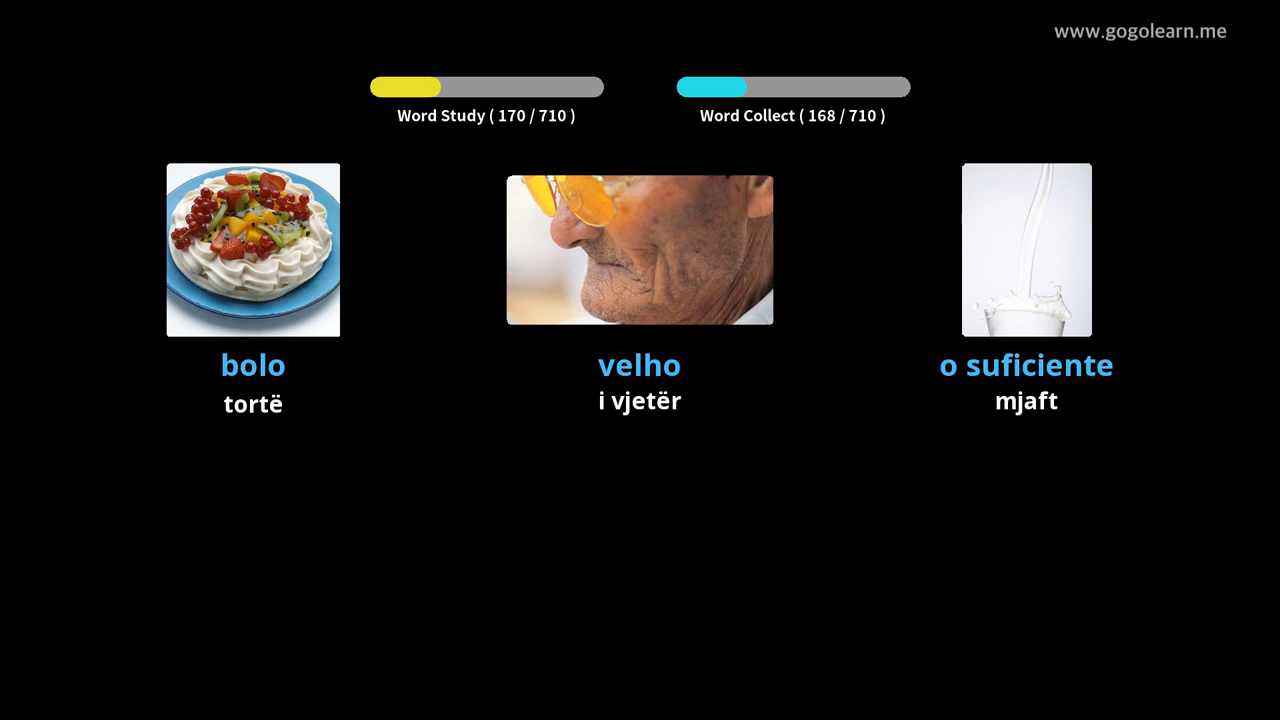 www.gogolearn.me
Word Study ( 170 / 710 )
Word Collect ( 168 / 710 )
bolo
tortë
velho
i vjetër
o suficiente
mjaft